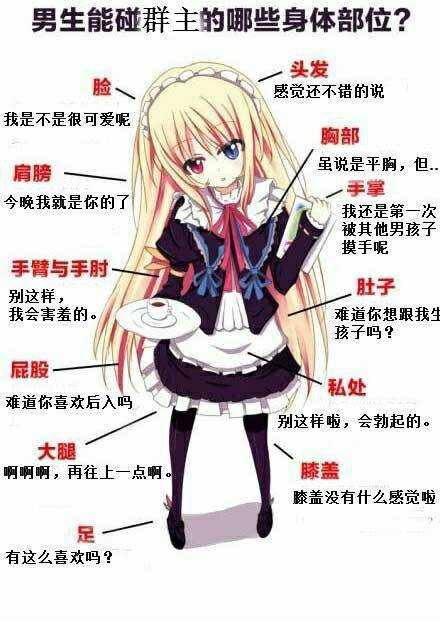 男生能碰群主的哪些身体部位？
头发
感觉还不错的说
脸
我是不是很可爱呢
胸部
虽说是平胸，但..
肩膀
今晚我就是你的了
手掌
我还是第一次
被其他男孩子
摸手呢
手臂与手肘
别这样，
我会害羞的。
肚子
难道你想跟我生
孩子吗？
屁股
难道你喜欢后入吗
私处
别这样啦，会勃起的。
大腿
啊啊啊，再往上一点啊。
膝盖
膝盖没有什么感觉啦
足
有这么喜欢吗？